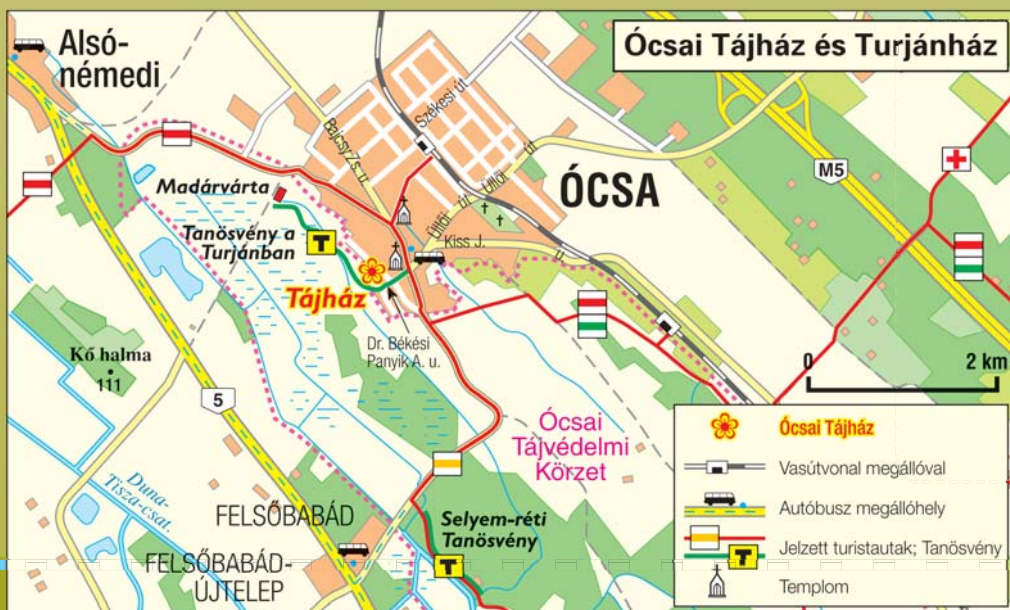 Alsó-
némedi
Ócsai Tájház és Turjánház
Székesi út
Bajcsy Zs. u.
Üllői út
M5
ÓCSA
Madárvárta
Üllői út
Kiss J.
u.
Tanösvény a
Turjánban
T
Tájház
Dr. Békési
Panyik A. u.
Kő halma
111
0 2 km
5
Ócsai
Tájvédelmi
Körzet
Duna-
Tisza-csat.
FELSŐBABÁD
Selyem-réti
Tanösvény
T
FELSŐBABÁD-
ÚJTELEP
Ócsai Tájház
Vasútvonal megállóval
Autóbusz megállóhely
Jelzett turistautak; Tanösvény
T
Templom